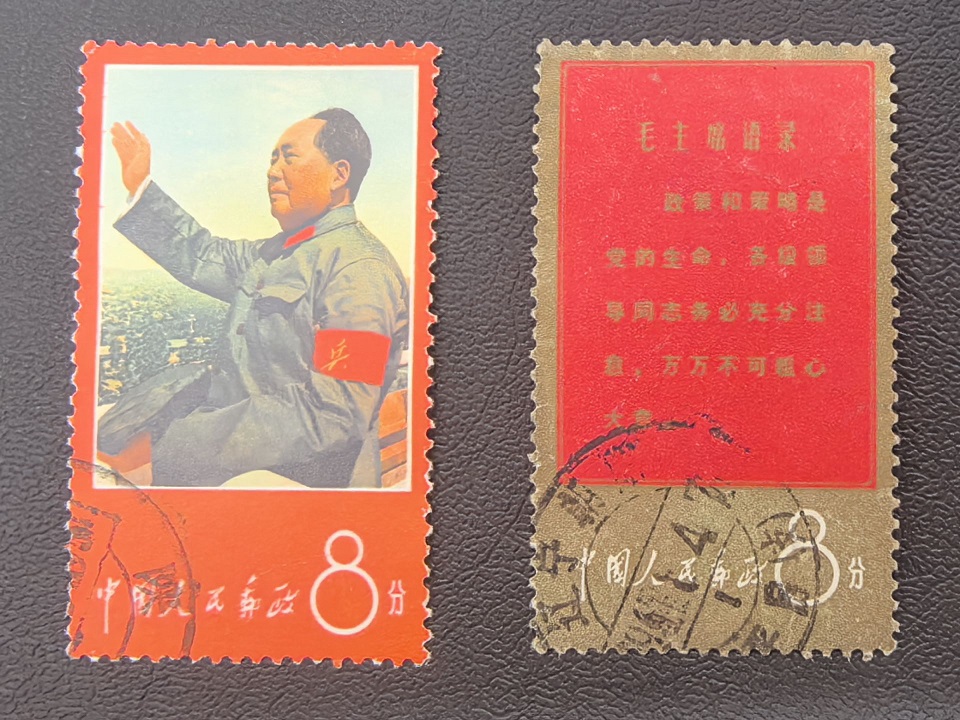 兵
中国人民邮政 8分
毛主席语录
政策和策略是
党的生命，各级领
导同志务必充分注
意，万万不可粗心
大意。
中国人民邮政 8分